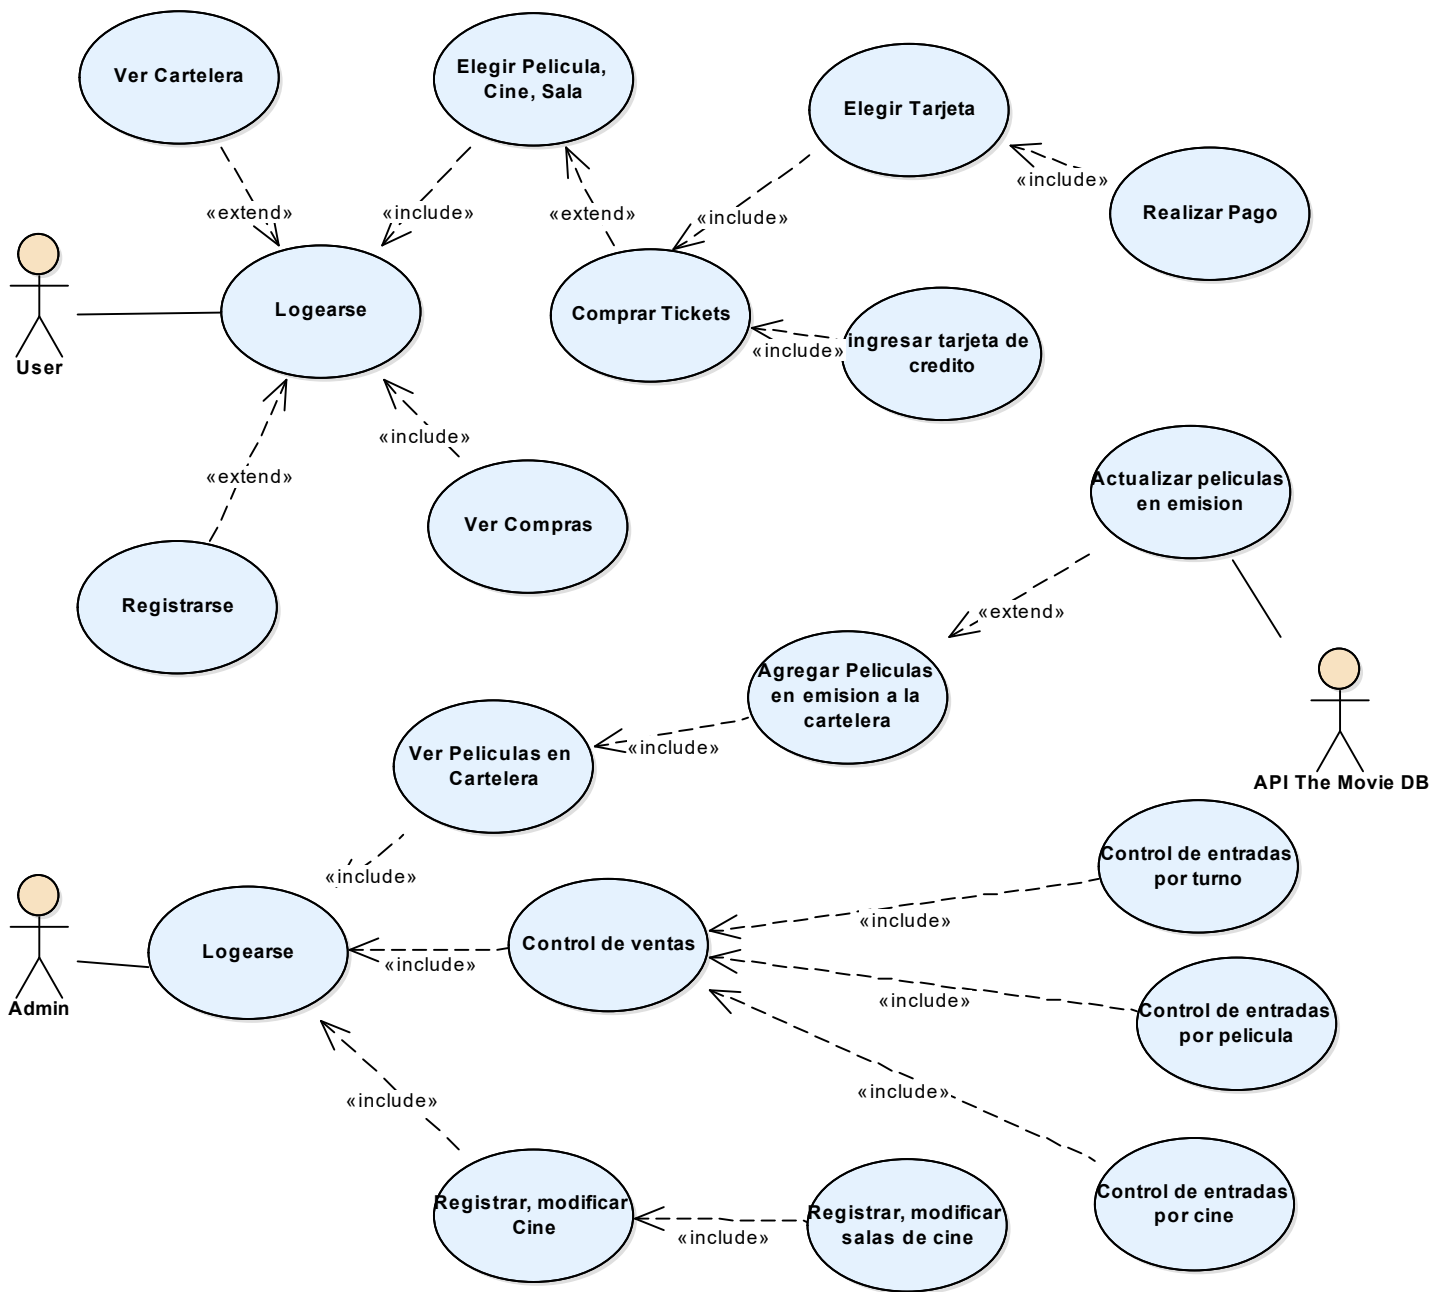 Ver Cartelera
Elegir Pelicula,
Cine, Sala
Elegir Tarjeta
«include»
Realizar Pago
«extend»
«include»
«extend»
«include»
User
Logearse
Comprar Tickets
«include»
ingresar tarjeta de
credito
«include»
«extend»
Ver Compras
Registrarse
Actualizar peliculas
en emision
«extend»
Agregar Peliculas
en emision a la
cartelera
«include»
Ver Peliculas en
Cartelera
API The Movie DB
«include»
Admin
Logearse
«include»
Control de ventas
«include»
Control de entradas
por turno
«include»
Control de entradas
por pelicula
«include»
Control de entradas
por cine
«include»
Registrar, modificar
Cine
«include»
Registrar, modificar
salas de cine